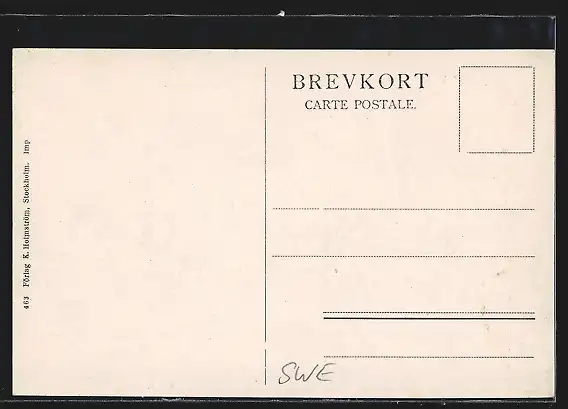 BREVKORT
CARTE POSTALE.
463 Förlag K. Holmström, Stockholm. Imp
SWE